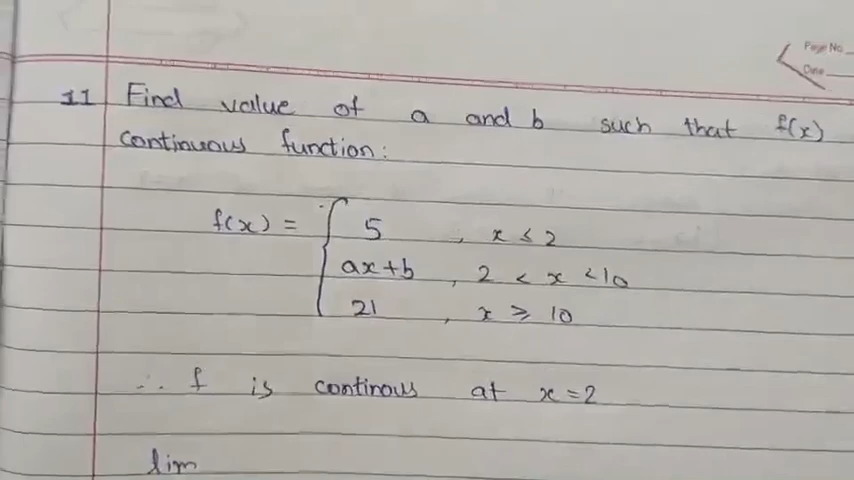 Page No
Date
11 Find value of a and b such that f(x)
continuous function:
f(x) = { 5 , x ≤ 2
ax+b , 2 < x < 10
21 , x ≥ 10
∴ f is continous at x = 2
lim